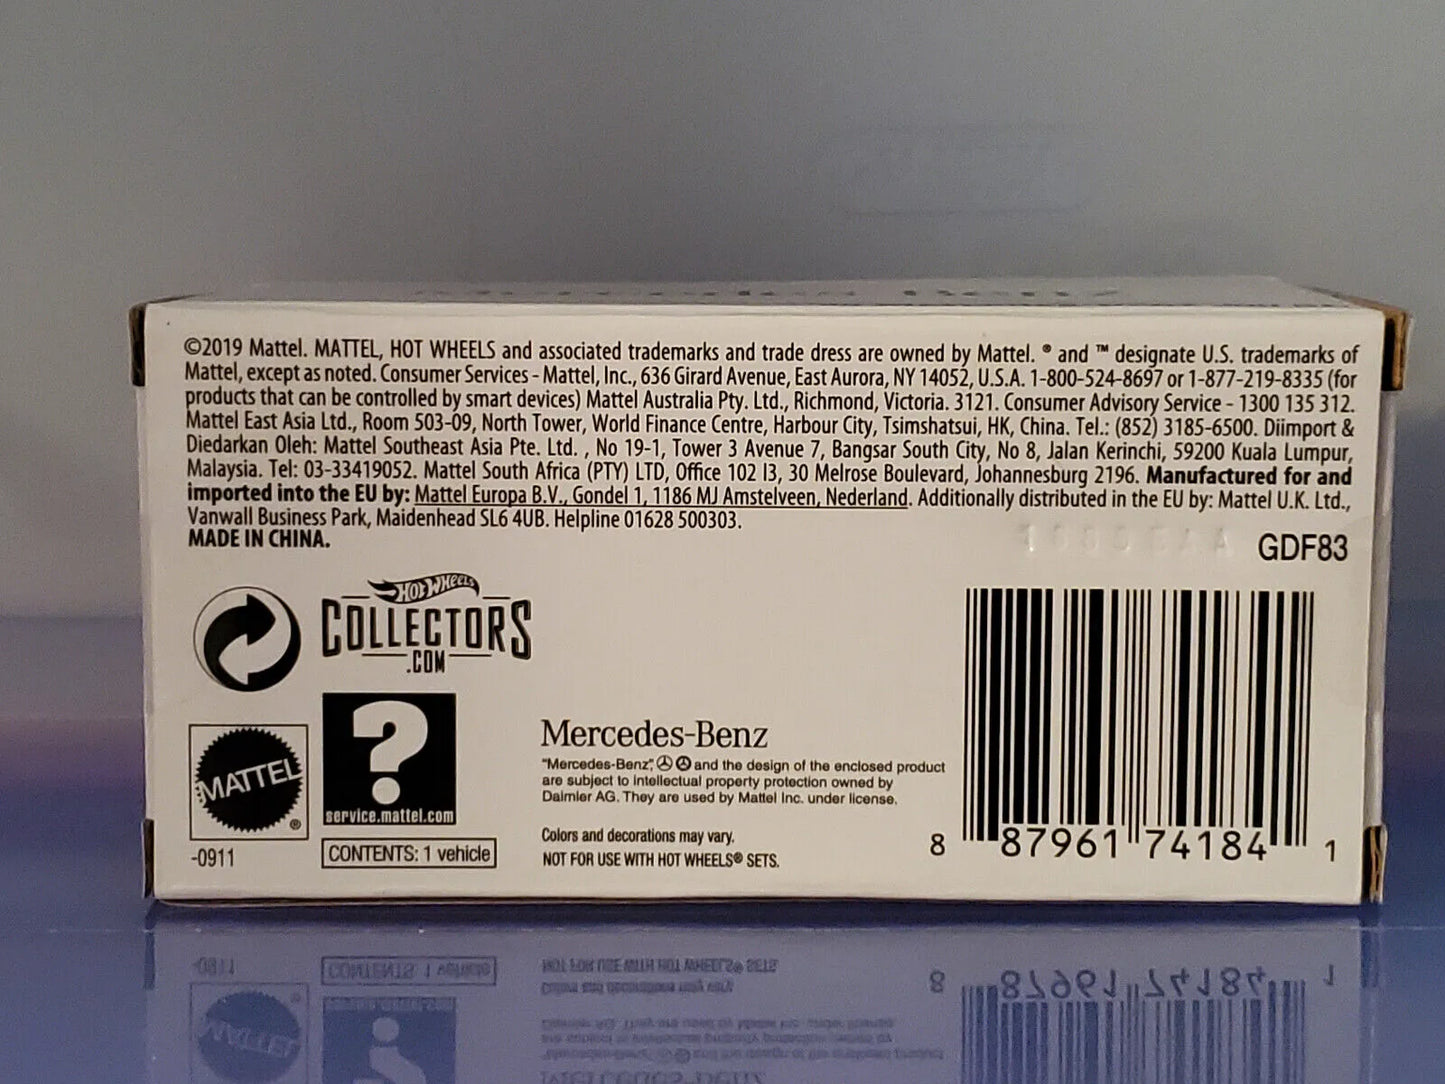 ©2019 Mattel. MATTEL, HOT WHEELS and associated trademarks and trade dress are owned by Mattel. ® and ™ designate U.S. trademarks of
Mattel, except as noted. Consumer Services - Mattel, Inc., 636 Girard Avenue, East Aurora, NY 14052, U.S.A. 1-800-524-8697 or 1-877-219-8335 (for
products that can be controlled by smart devices) Mattel Australia Pty. Ltd., Richmond, Victoria. 3121. Consumer Advisory Service - 1300 135 312.
Mattel East Asia Ltd., Room 503-09, North Tower, World Finance Centre, Harbour City, Tsimshatsui, HK, China. Tel.: (852) 3185-6500. Diimport &
Diedarkan Oleh: Mattel Southeast Asia Pte. Ltd. , No 19-1, Tower 3 Avenue 7, Bangsar South City, No 8, Jalan Kerinchi, 59200 Kuala Lumpur,
Malaysia. Tel: 03-33419052. Mattel South Africa (PTY) LTD, Office 102 I3, 30 Melrose Boulevard, Johannesburg 2196. Manufactured for and
imported into the EU by: Mattel Europa B.V., Gondel 1, 1186 MJ Amstelveen, Nederland. Additionally distributed in the EU by: Mattel U.K. Ltd.,
Vanwall Business Park, Maidenhead SL6 4UB. Helpline 01628 500303.
MADE IN CHINA.
GDF83
HOT WHEELS
COLLECTORS
.COM
MATTEL
®
-0911
?
service.mattel.com
CONTENTS: 1 vehicle
Mercedes-Benz
"Mercedes-Benz", and the design of the enclosed product
are subject to intellectual property protection owned by
Daimler AG. They are used by Mattel Inc. under license.
Colors and decorations may vary.
NOT FOR USE WITH HOT WHEELS® SETS.
8 87961 74184 1